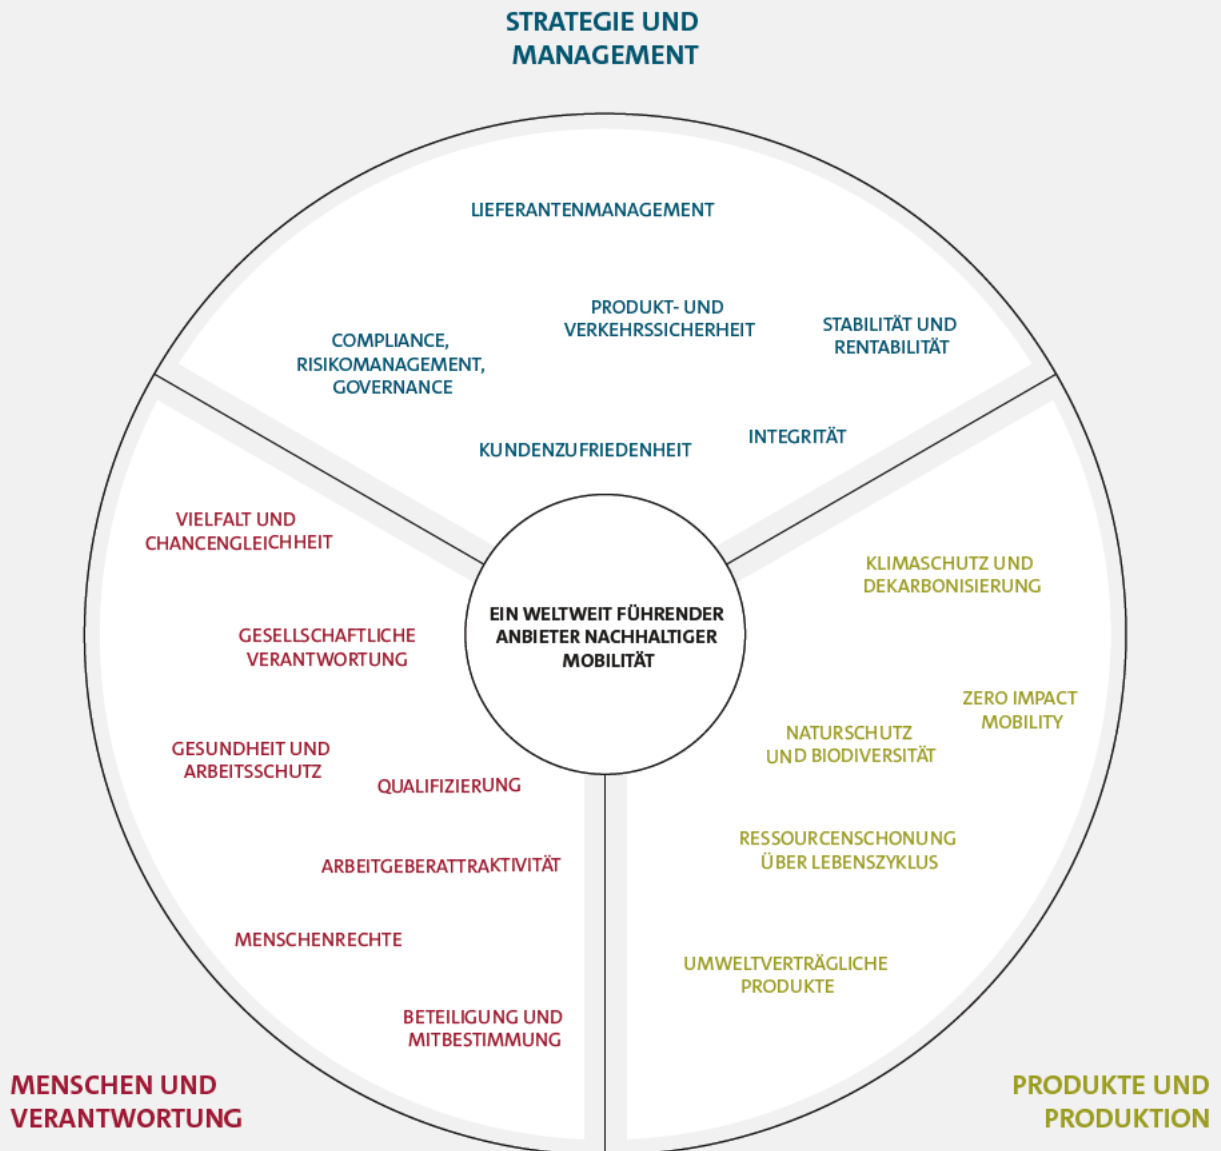 STRATEGIE UND
MANAGEMENT
LIEFERANTENMANAGEMENT
PRODUKT- UND
VERKEHRSSICHERHEIT
STABILITÄT UND
RENTABILITÄT
COMPLIANCE,
RISIKOMANAGEMENT,
GOVERNANCE
KUNDENZUFRIEDENHEIT
INTEGRITÄT
VIELFALT UND
CHANCENGLEICHHEIT
GESELLSCHAFTLICHE
VERANTWORTUNG
GESUNDHEIT UND
ARBEITSSCHUTZ
QUALIFIZIERUNG
ARBEITGEBERATTRAKTIVITÄT
MENSCHENRECHTE
BETEILIGUNG UND
MITBESTIMMUNG
EIN WELTWEIT FÜHRENDER
ANBIETER NACHHALTIGER
MOBILITÄT
KLIMASCHUTZ UND
DEKARBONISIERUNG
ZERO IMPACT
MOBILITY
NATURSCHUTZ
UND BIODIVERSITÄT
RESSOURCENSCHONUNG
ÜBER LEBENSZYKLUS
UMWELTVERTRÄGLICHE
PRODUKTE
MENSCHEN UND
VERANTWORTUNG
PRODUKTE UND
PRODUKTION